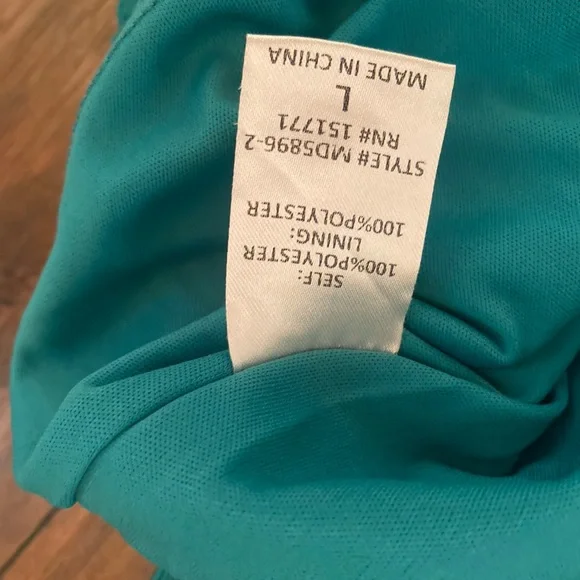 SELF:
100%POLYESTER
LINING:
100%POLYESTER
STYLE# MD5896-2
RN# 151771
L
MADE IN CHINA